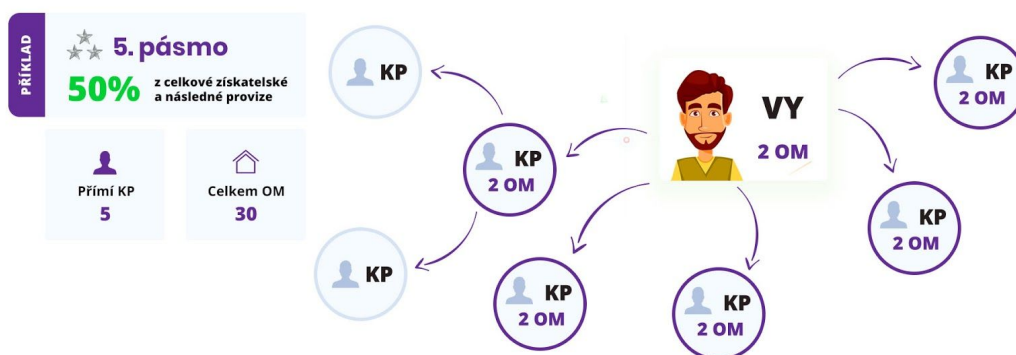 PŘÍKLAD
5. pásmo
50% z celkové získatelské
a následné provize
Přímí KP
5
Celkem OM
30
KP
KP
2 OM
KP
VY
2 OM
KP
2 OM
KP
2 OM
KP
2 OM
KP
2 OM